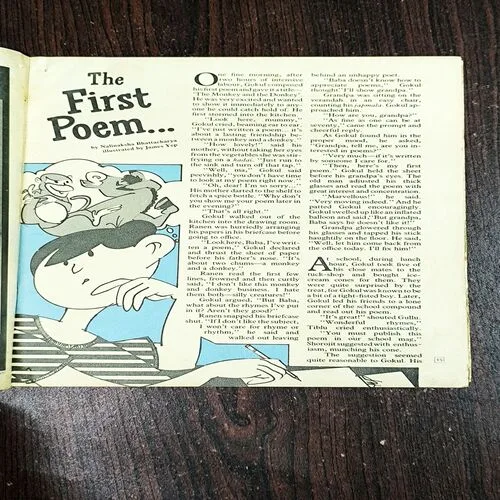 The
First
Poem...
by Nalinaksha Bhattacharya
illustrated by James Yep
One fine morning, after
two hours of intensive
labour, Gokul composed
his first poem and gave it a title—
"The Monkey and the Donkey".
He was very excited and wanted
to show it immediately to any-
one he could catch hold of. He
first stormed into the kitchen.
"Listen, mummy,"
he cried, beaming ear to ear.
"I've just written a poem... it's
about a lasting friendship be-
tween a monkey and a donkey."
"How lovely!" said his
mother, without taking her eyes
from the vegetables she was stir-
frying on a stove. "Just run to
the sink and turn off that tap."
"Well, ma," Gokul said
peevishly, "you don't have time
to look at my poem right now."
"Oh, dear! I'm so sorry..."
His mother dared to the shelf to
fetch a ketchup bottle. "Why don't
you show me your poem later in
the evening?"
"That's all right."
Gokul walked out of the
kitchen to the drawing room.
Ranen was hurriedly arranging
his papers in his briefcase before
going to office.
"Look here, Baba, I've writ-
ten a poem," Gokul declared
and thrust the sheet of paper
before his father's nose. "It's
about two chums—a monkey
and a donkey."
Ranen read the first few
lines, frowned and then curtly
said, "I don't like this monkey
and donkey business. I hate
them both—silly creatures!"
Gokul argued, "But Baba,
what about the rhymes I've put
in it? Aren't they good?"
Ranen snapped his briefcase
shut. "If I don't like the subject,
I won't care for rhyme or
rhythm," he said and
walked out leaving
behind an unhappy poet.
"Baba doesn't know how to
appreciate poems," Gokul
thought "I'll show grandpa."
Grandpa was sitting on the
verandah in an easy chair,
counting his japmala. Gokul ap-
proached him.
"How are you, grandpa?"
"As fine as one can be at
seventy," came the prompt and
cheerful reply.
As Gokul found him in the
proper mood, he asked,
"Grandpa, tell me, are you in-
terested in poems?"
"Very much—if it's written
by someone I care for."
"Then, here's my first
poem." Gokul held the sheet
before his grandpa's eyes. The
old man adjusted his thick
glasses and read the poem with
great interest and concentration.
"Marvellous!" he said.
"Very moving indeed." And he
patted Gokul encouragingly.
Gokul swelled up like an inflated
balloon and said, "But grandpa,
Baba says he doesn't like it!"
Grandpa glowered through
his glasses and tapped his stick
haughtily on the floor. He said,
"Well, let him come back from
the office today. I'll fix him!"
At school, during lunch
hour, Gokul took five of
his close mates to the
tuck-shop and bought ice-
cream cones for them. They
were quite surprised by the
treat, for Gokul was known to be
a bit of a tight-fisted boy. Later,
Gokul led his friends to a lone
corner of the school compound
and read out his poem.
"It's great!" shouted Gollu.
"Wonderful rhymes,"
Tiblu cried enthusiastically.
"You must publish this
poem in our school mag,"
Shorojit suggested with enthus-
iasm, munching his cone.
The suggestion seemed
quite reasonable to Gokul. His